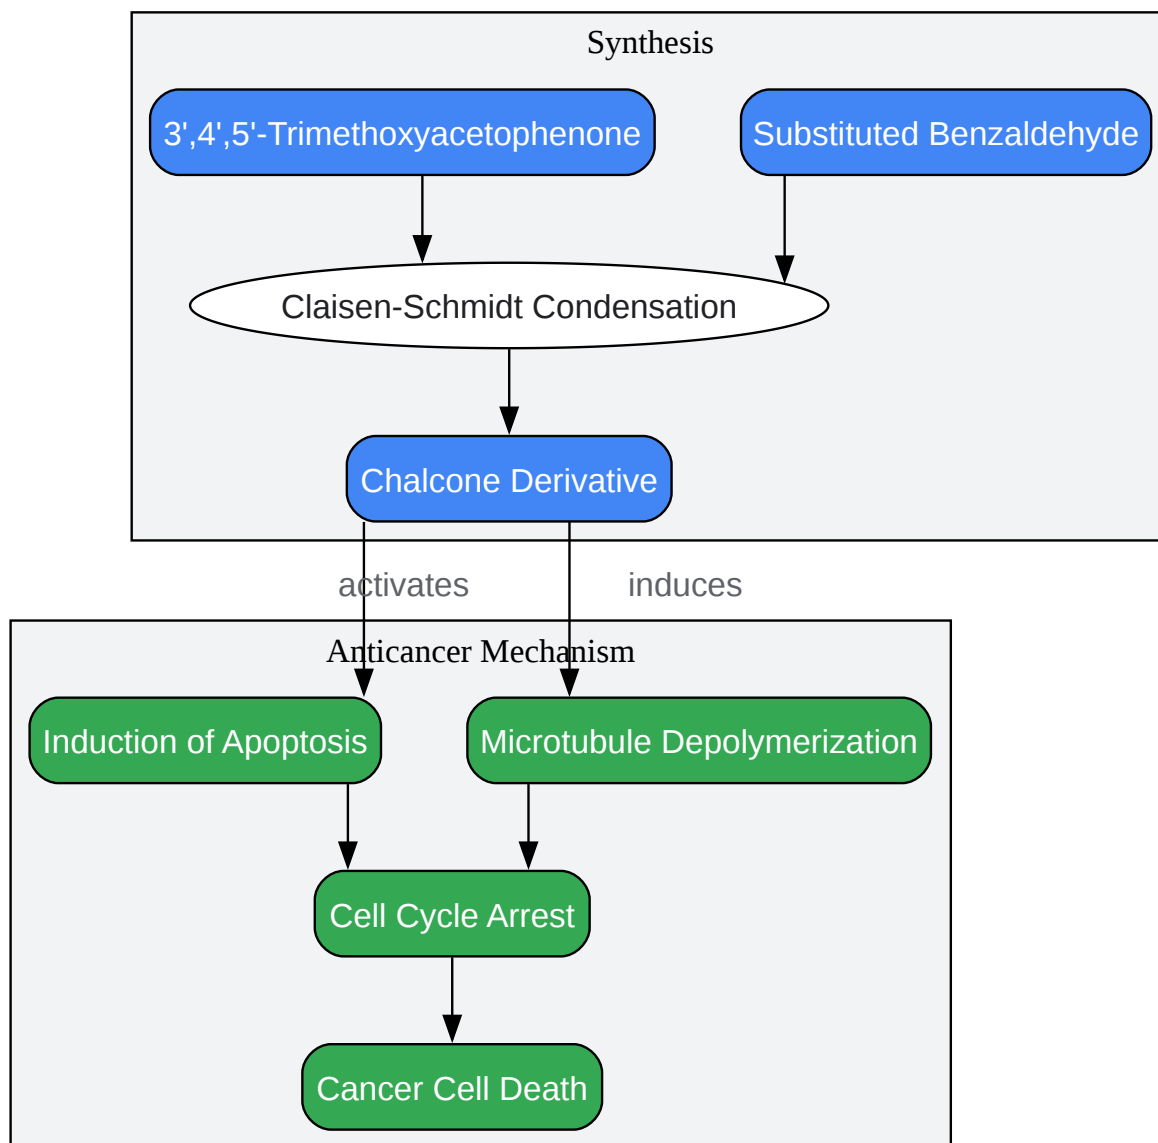 Synthesis
3',4',5'-Trimethoxyacetophenone
Substituted Benzaldehyde
Claisen-Schmidt Condensation
Chalcone Derivative
activates
induces
Anticancer Mechanism
Induction of Apoptosis
Microtubule Depolymerization
Cell Cycle Arrest
Cancer Cell Death